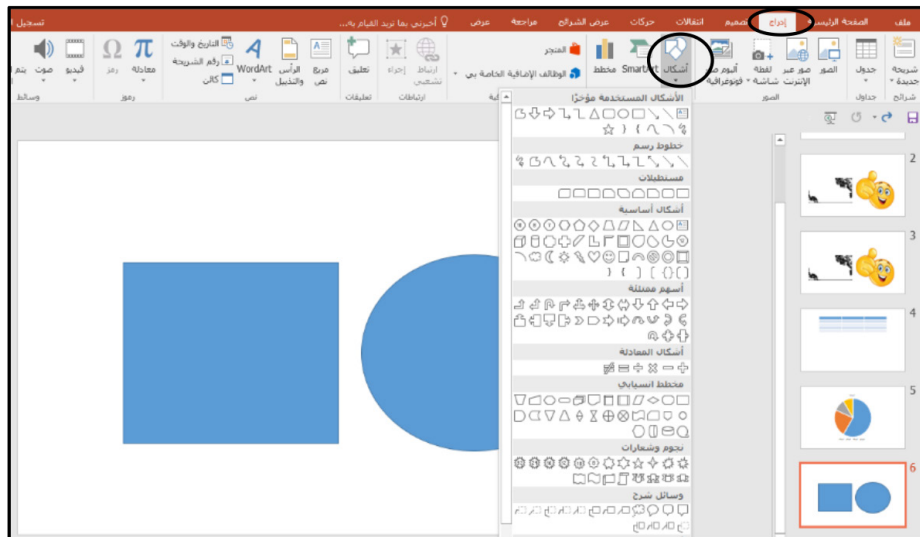 ملف الصفحة الرئيسية إدراج تصميم انتقالات حركات عرض الشرائح مراجعة عرض أخبرني بما تريد القيام به... تسجيل
شريحة جديدة
جدول
الصور
صور عبر الإنترنت
لقطة شاشة
ألبوم فوتوغرافية
أشكال
SmartArt
مخطط
المتجر
الوظائف الإضافية الخاصة بي
ارتباط تشعبي
إجراء
تعليق
مربع نص
الرأس والتذييل
WordArt
التاريخ والوقت
رقم الشريحة
كائن
معادلة
رمز
فيديو
صوت
شرائح جداول الصور ارتباطات تعليقات نص رموز وسائط
الأشكال المستخدمة مؤخرًا
خطوط رسم
مستطيلات
أشكال أساسية
أسهم ممتلئة
أشكال المعادلة
مخطط انسيابي
نجوم وشعارات
وسائل شرح
2
3
4
5
6